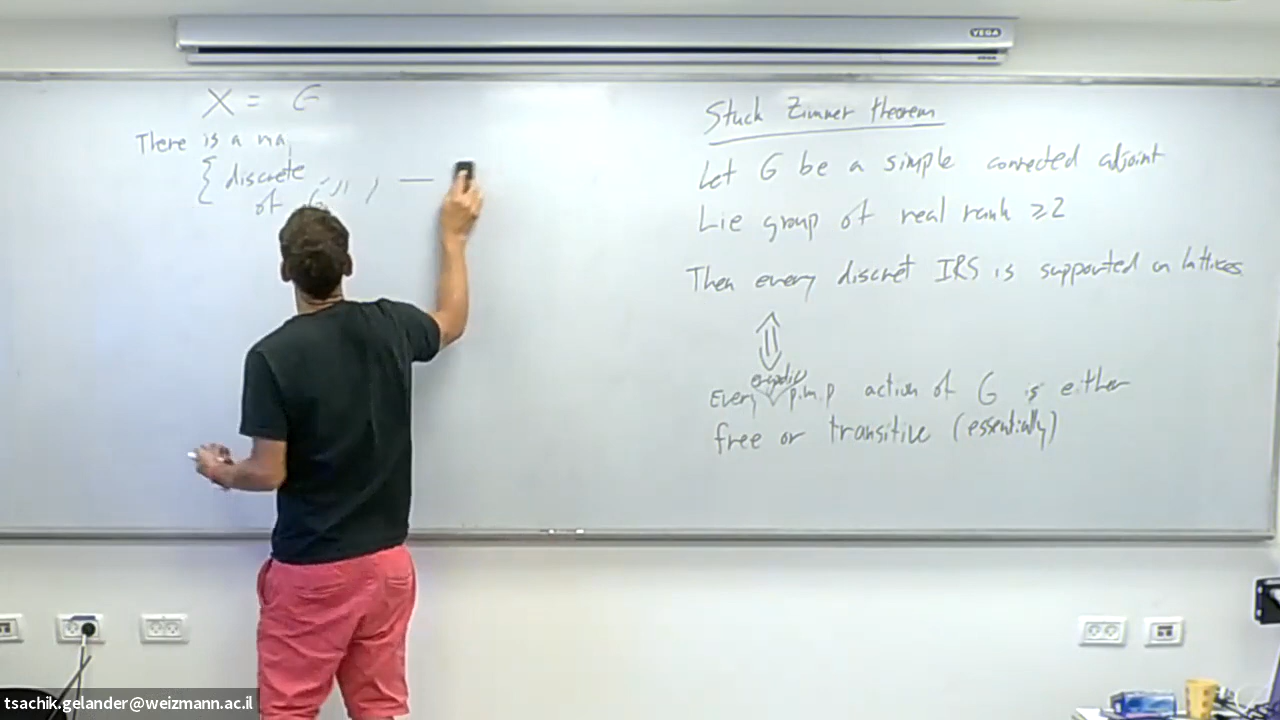 VEGA
X = G
There is a na
{ discrete
of G
Stuck Zimmer theorem
Let G be a simple connected adjoint
Lie group of real rank ≥2
Then every discret IRS is supported on lattices
⇕
ergodic
Every p.m.p action of G is either
free or transitive (essentially)
tsachik.gelander@weizmann.ac.il